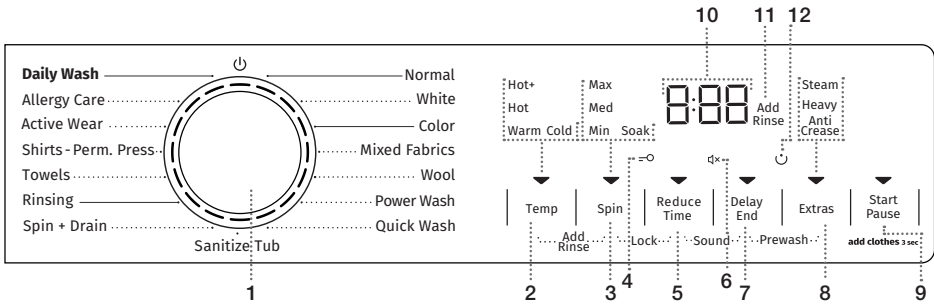 10 11 12
Daily Wash
Allergy Care
Active Wear
Shirts - Perm. Press
Towels
Rinsing
Spin + Drain
Sanitize Tub
Normal
White
Color
Mixed Fabrics
Wool
Power Wash
Quick Wash
Hot+
Hot
Warm Cold
Max
Med
Min Soak
8:88
Add
Rinse
Steam
Heavy
Anti
Crease
Temp
Spin
Reduce
Time
Delay
End
Extras
Start
Pause
Add
Rinse
Lock
Sound
Prewash
add clothes 3 sec
1 2 3 4 5 6 7 8 9